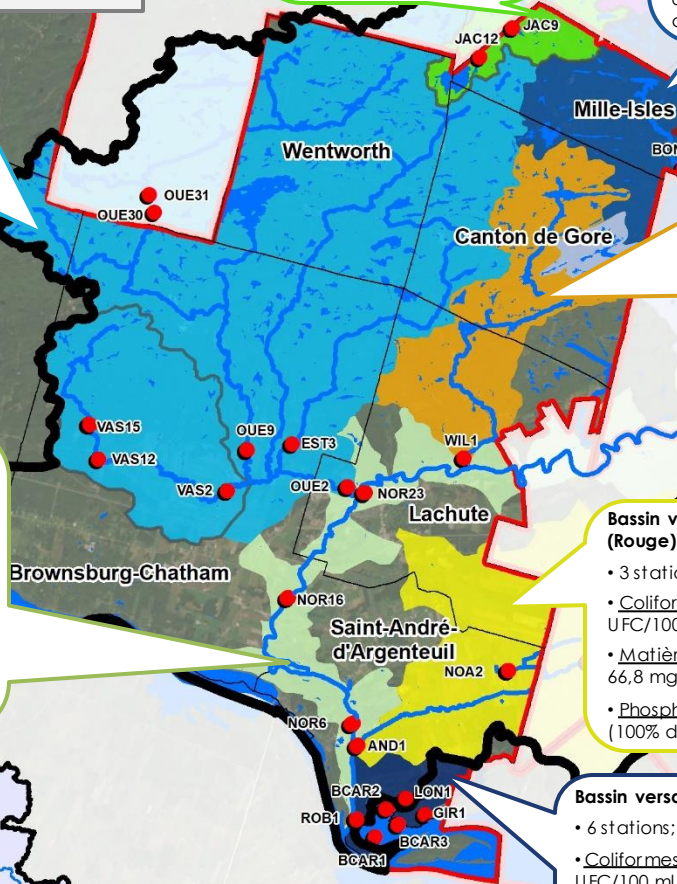 JAC9
JAC12
Mille-Isles
Wentworth
OUE31
OUE30
Canton de Gore
VAS15
OUE9
EST3
WIL1
VAS12
VAS2
OUE2
NOR23
Lachute
Bassin v
(Rouge)
Brownsburg-Chatham
• 3 statio
• Colifor
UFC/100
NOR16
Saint-André-
d'Argenteuil
• Matièr
66,8 mg
NOA2
• Phosph
(100% d
NOR6
AND1
BCAR2
LON1
Bassin versa
ROB1
GIR1
• 6 stations;
BCAR3
BCAR1
• Coliformes
UFC/100 ml